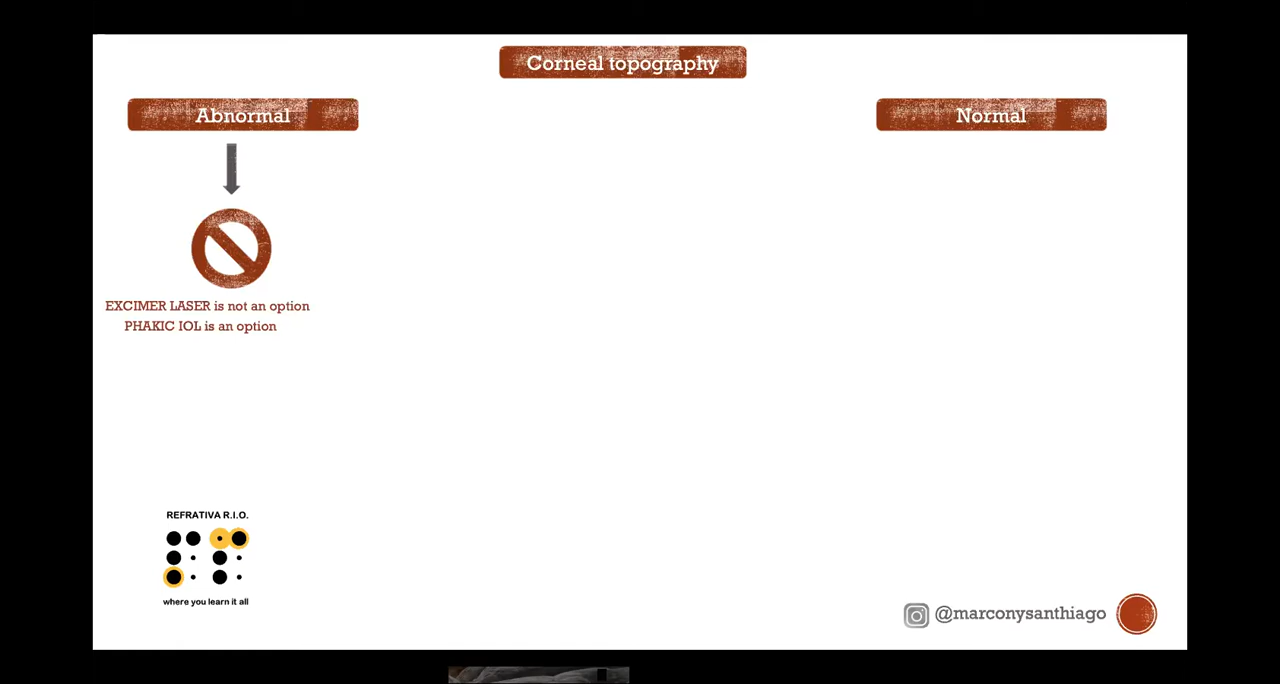 Corneal topography
Abnormal
Normal
EXCIMER LASER is not an option
PHAKIC IOL is an option
REFRATIVA R.I.O.
where you learn it all
@marconysanthiago